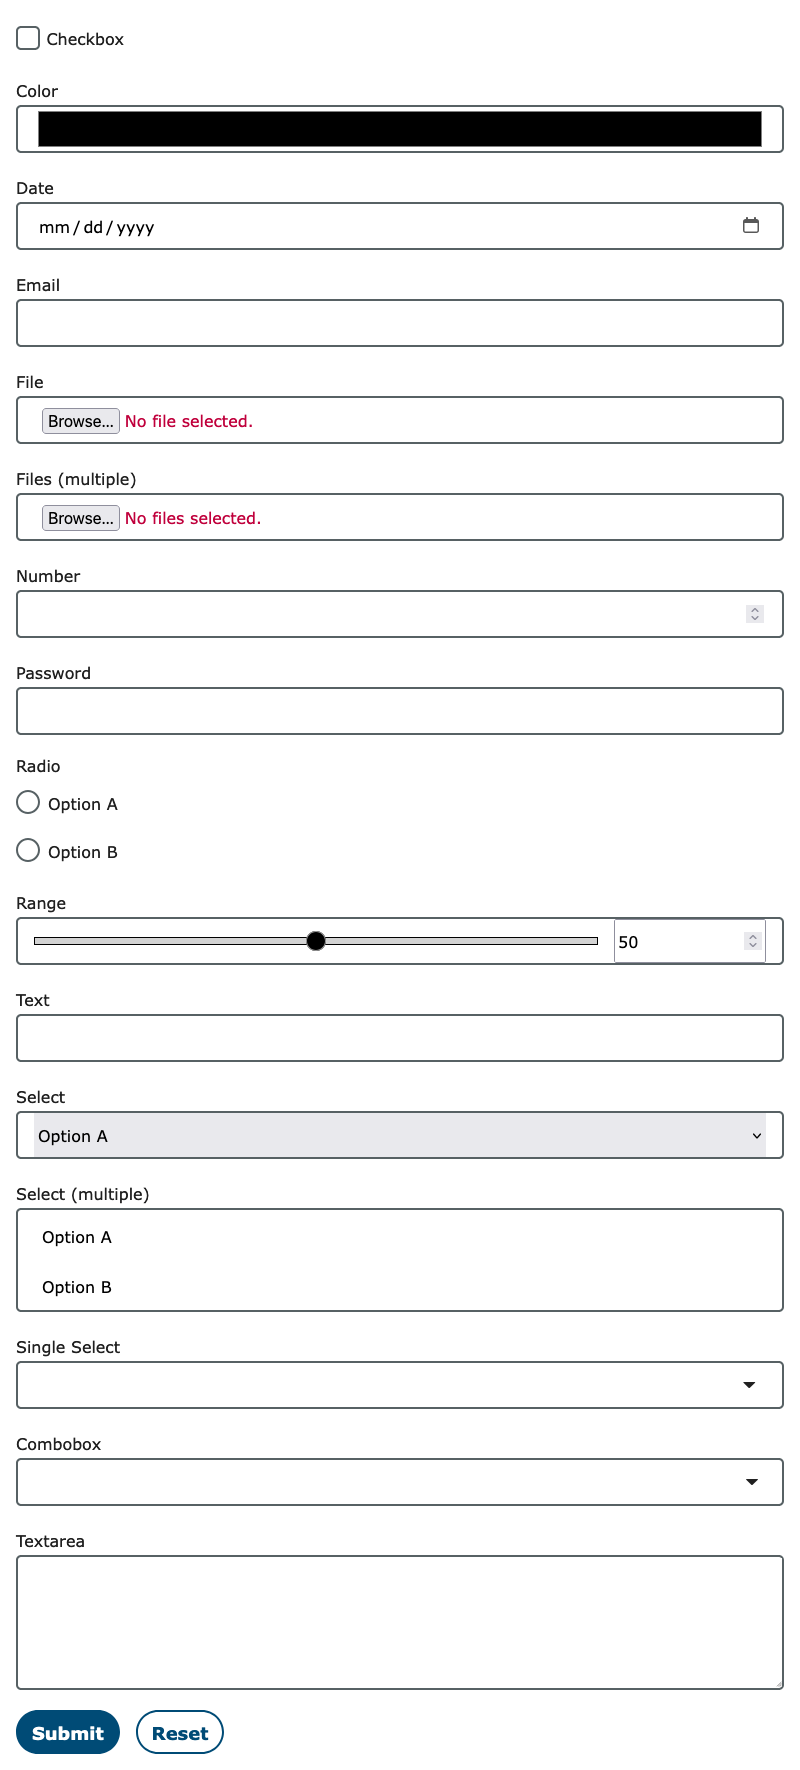 Checkbox
Color
Date
mm / dd / yyyy
Email
File
Browse... No file selected.
Files (multiple)
Browse... No files selected.
Number
Password
Radio
Option A
Option B
Range
50
Text
Select
Option A
Select (multiple)
Option A
Option B
Single Select
Combobox
Textarea
Submit Reset